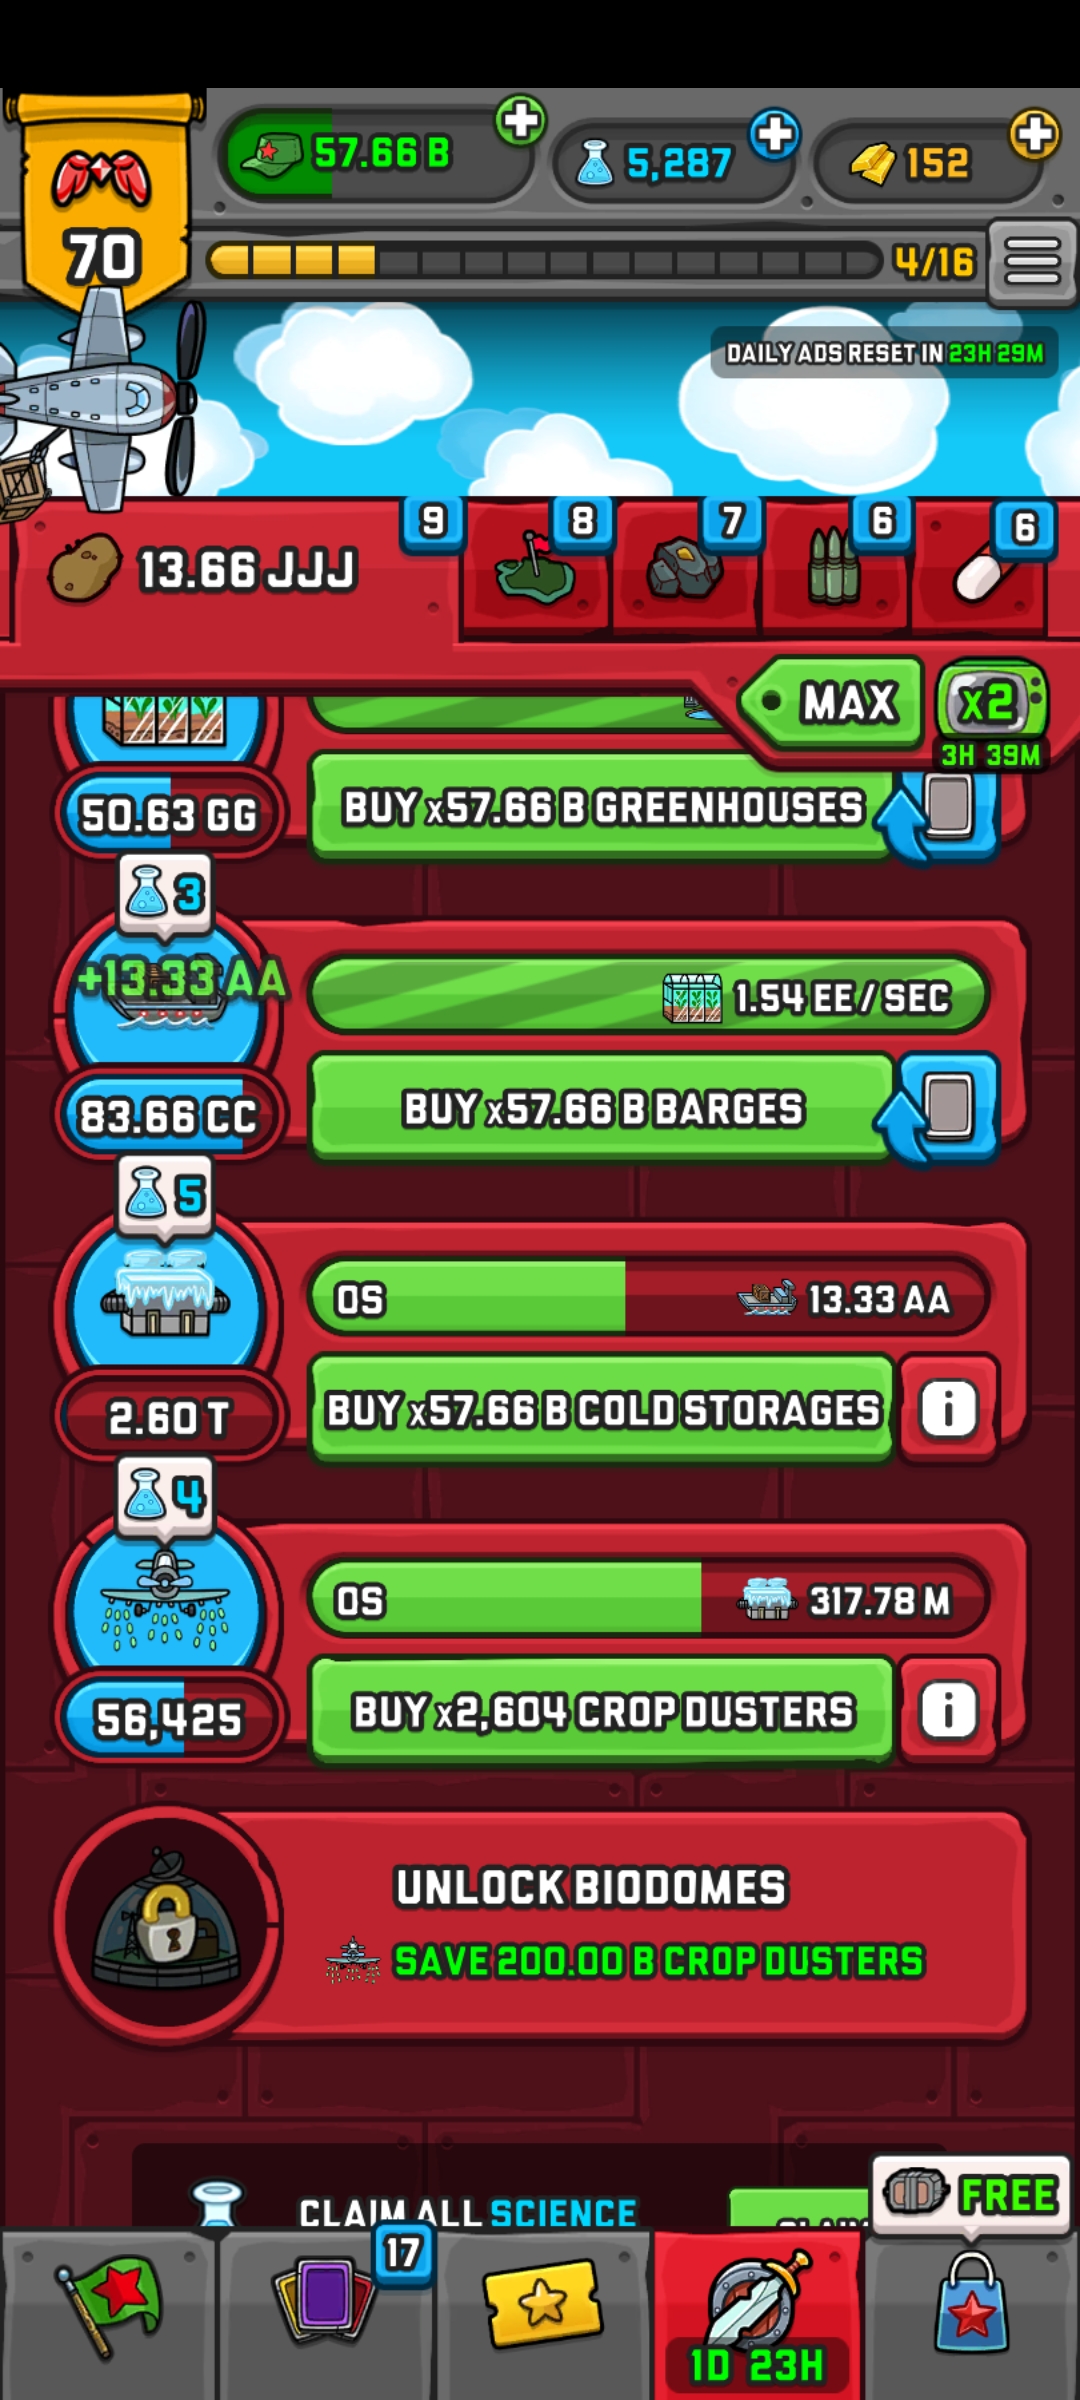 57.66 B
5,287
152
70
4/16
DAILY ADS RESET IN 23H 29M
13.66 JJJ
9
8
7
6
6
MAX
x2
3H 39M
50.63 GG
BUY x57.66 B GREENHOUSES
3
+13.33 AA
1.54 EE / SEC
83.66 CC
BUY x57.66 B BARGES
5
0S
13.33 AA
2.60 T
BUY x57.66 B COLD STORAGES
i
4
0S
317.78 M
56,425
BUY x2,604 CROP DUSTERS
i
UNLOCK BIODOMES
SAVE 200.00 B CROP DUSTERS
CLAIM ALL SCIENCE
FREE
17
1D 23H